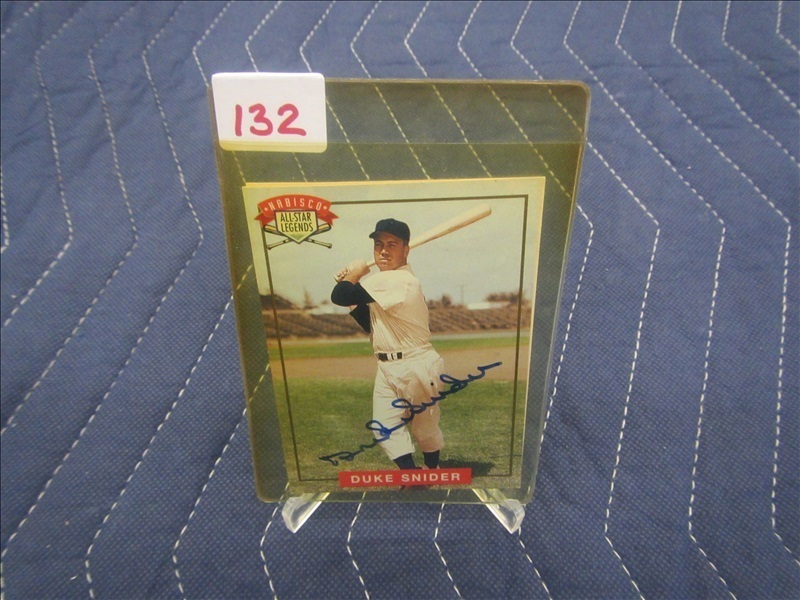 132
NABISCO
ALL-STAR
LEGENDS
Duke Snider
DUKE SNIDER